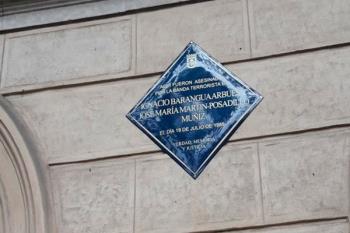 AQUÍ FUERON ASESINADOS
POR LA BANDA TERRORISTA
IGNACIO BARANGUA ARBUÉS
JOSÉ MARÍA MARTÍN-POSADILLO
MUÑIZ
EL DÍA 19 DE JULIO DE
VERDAD, MEMORIA
Y JUSTICIA